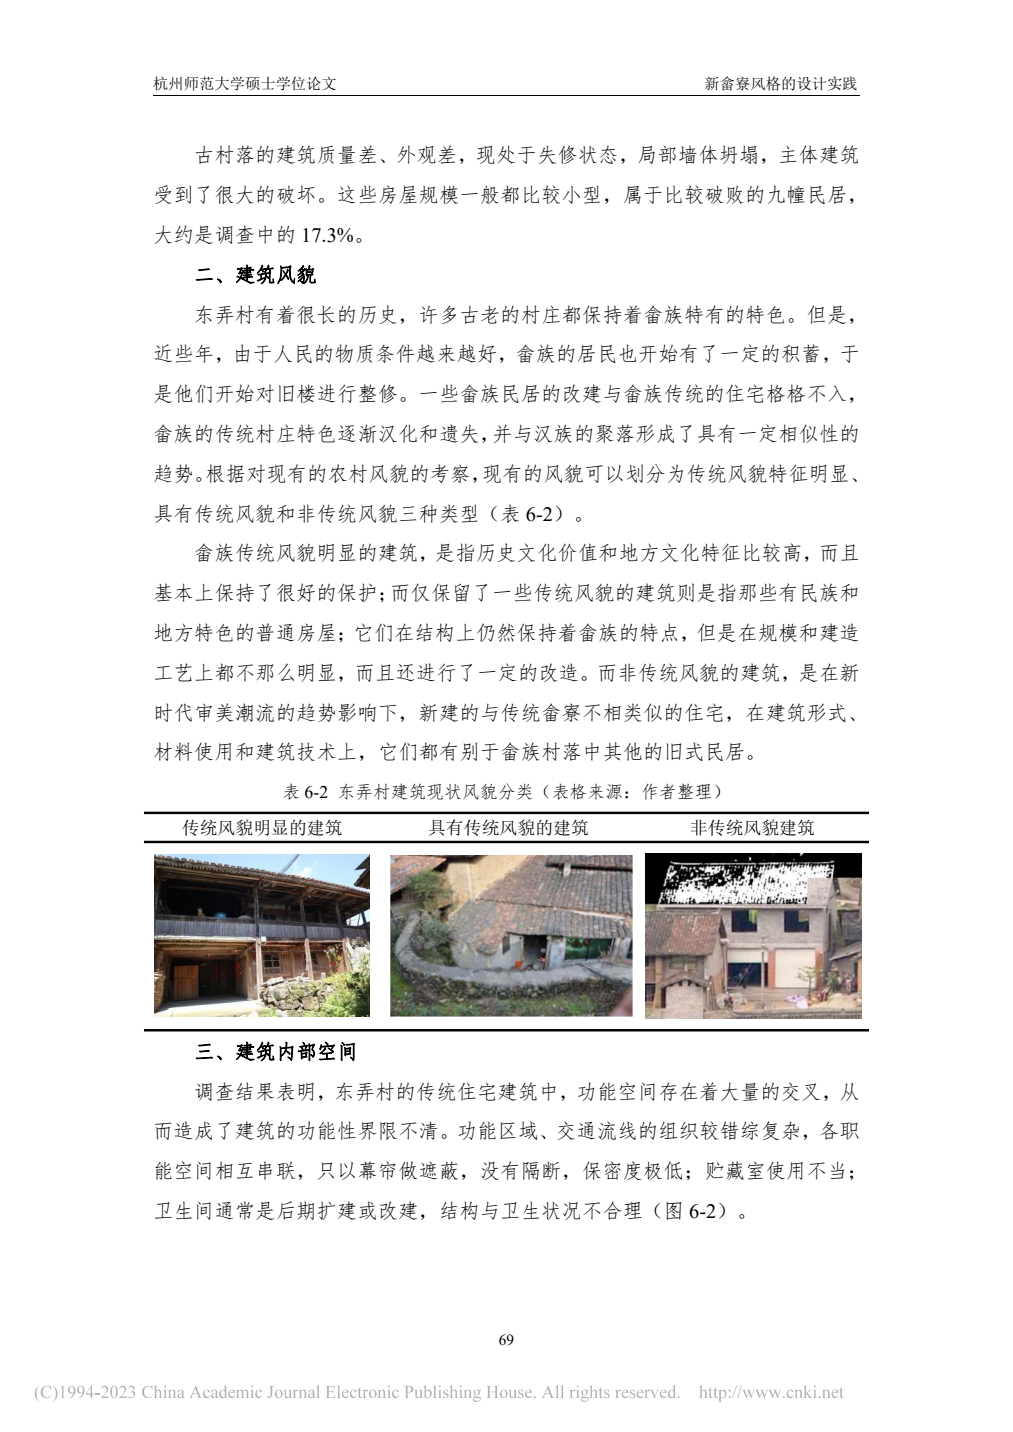 杭州师范大学硕士学位论文 新畲寮风格的设计实践
古村落的建筑质量差、外观差，现处于失修状态，局部墙体坍塌，主体建筑
受到了很大的破坏。这些房屋规模一般都比较小型，属于比较破败的九幢民居，
大约是调查中的 17.3%。
二、建筑风貌
东弄村有着很长的历史，许多古老的村庄都保持着畲族特有的特色。但是，
近些年，由于人民的物质条件越来越好，畲族的居民也开始有了一定的积蓄，于
是他们开始对旧楼进行整修。一些畲族民居的改建与畲族传统的住宅格格不入，
畲族的传统村庄特色逐渐汉化和遗失，并与汉族的聚落形成了具有一定相似性的
趋势。根据对现有的农村风貌的考察，现有的风貌可以划分为传统风貌特征明显、
具有传统风貌和非传统风貌三种类型（表 6-2）。
畲族传统风貌明显的建筑，是指历史文化价值和地方文化特征比较高，而且
基本上保持了很好的保护；而仅保留了一些传统风貌的建筑则是指那些有民族和
地方特色的普通房屋；它们在结构上仍然保持着畲族的特点，但是在规模和建造
工艺上都不那么明显，而且还进行了一定的改造。而非传统风貌的建筑，是在新
时代审美潮流的趋势影响下，新建的与传统畲寮不相类似的住宅，在建筑形式、
材料使用和建筑技术上，它们都有别于畲族村落中其他的旧式民居。
表 6-2 东弄村建筑现状风貌分类（表格来源：作者整理）
传统风貌明显的建筑 具有传统风貌的建筑 非传统风貌建筑
三、建筑内部空间
调查结果表明，东弄村的传统住宅建筑中，功能空间存在着大量的交叉，从
而造成了建筑的功能性界限不清。功能区域、交通流线的组织较错综复杂，各职
能空间相互串联，只以幕帘做遮蔽，没有隔断，保密度极低；贮藏室使用不当；
卫生间通常是后期扩建或改建，结构与卫生状况不合理（图 6-2）。
69
(C)1994-2023 China Academic Journal Electronic Publishing House. All rights reserved. http://www.cnki.net